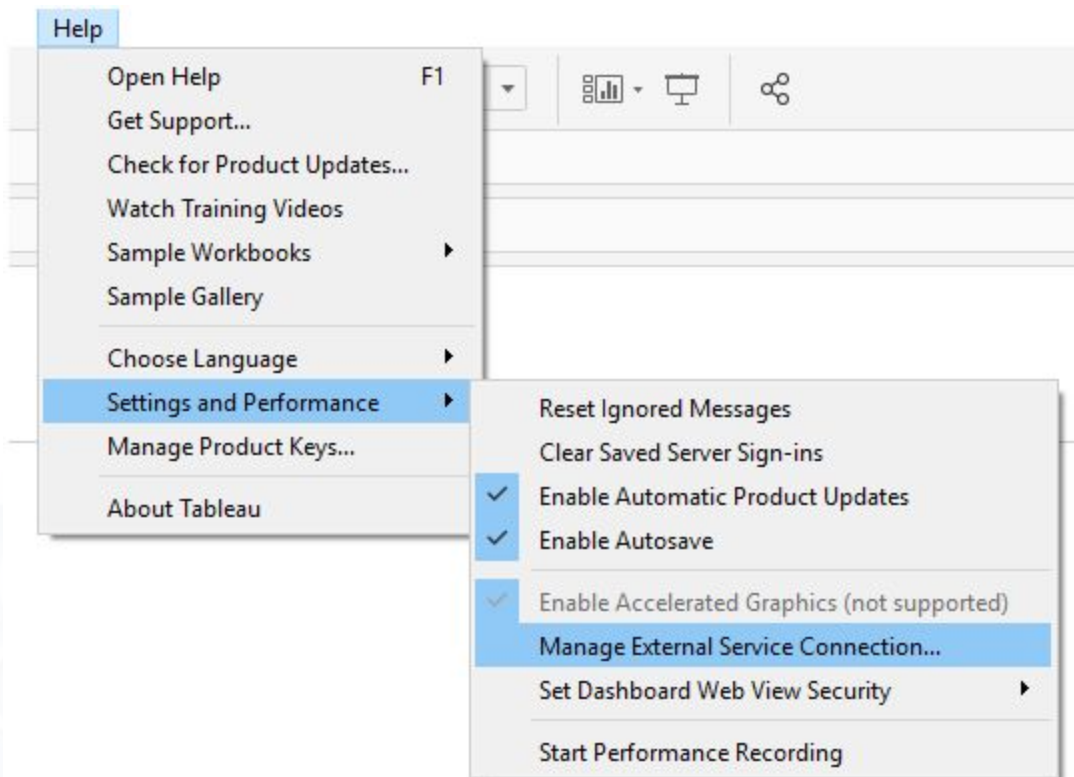 Help
Open Help F1
Get Support...
Check for Product Updates...
Watch Training Videos
Sample Workbooks
Sample Gallery
Choose Language
Settings and Performance
Manage Product Keys...
About Tableau
Reset Ignored Messages
Clear Saved Server Sign-ins
Enable Automatic Product Updates
Enable Autosave
Enable Accelerated Graphics (not supported)
Manage External Service Connection...
Set Dashboard Web View Security
Start Performance Recording